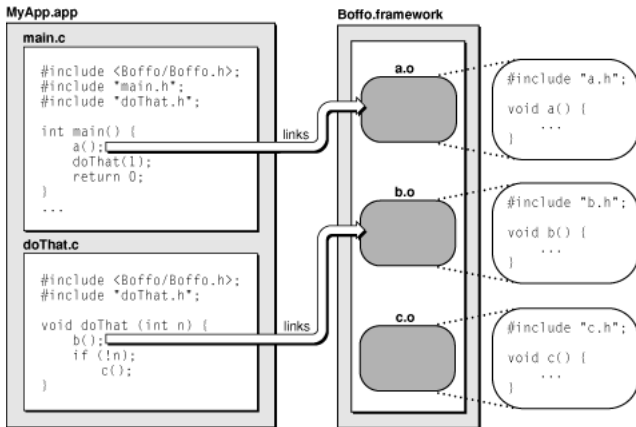 MyApp.app
main.c
#include <Boffo/Boffo.h>;
#include "main.h";
#include "doThat.h";
int main() {
a();
doThat(1);
return 0;
}
...
doThat.c
#include <Boffo/Boffo.h>;
#include "doThat.h";
void doThat (int n) {
b();
if (!n);
c();
}
links
links
Boffo.framework
a.o
b.o
c.o
#include "a.h";
void a() {
...
}
#include "b.h";
void b() {
...
}
#include "c.h";
void c() {
...
}